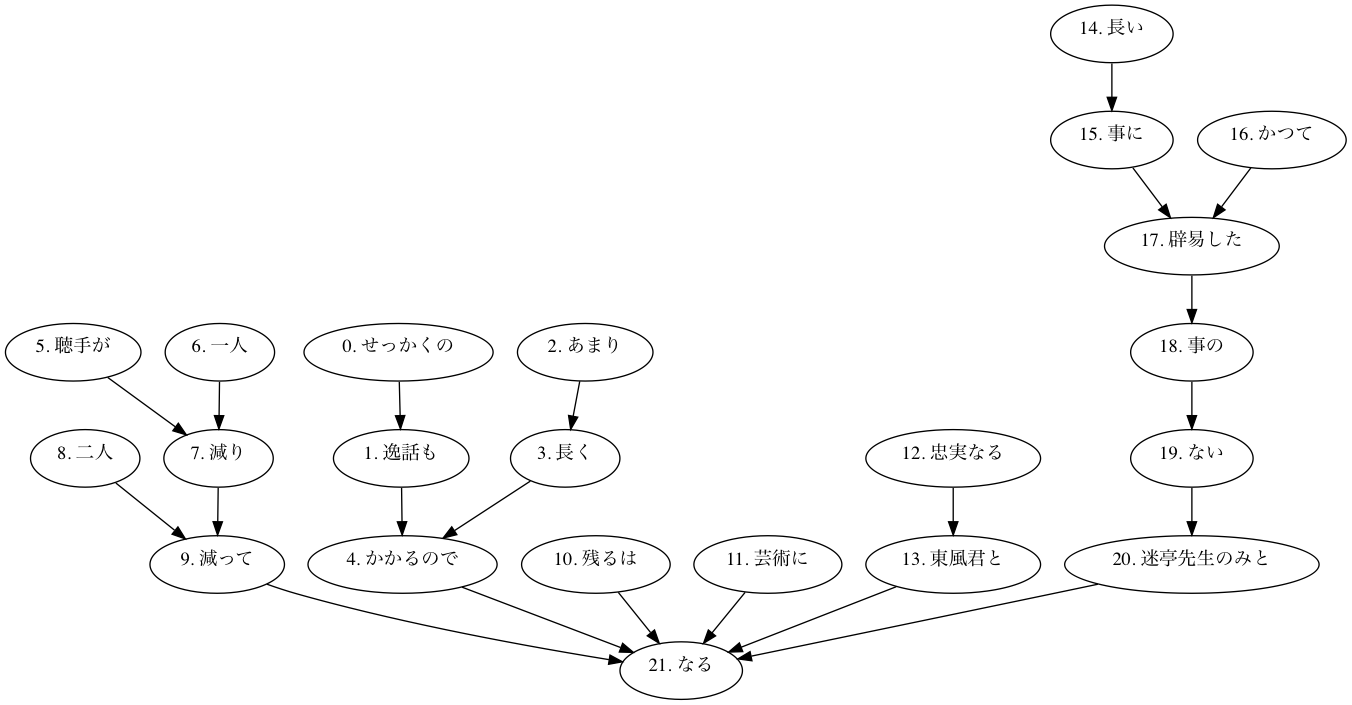 14. 長い
15. 事に 16. かつて
17. 辟易した
5. 聴手が 6. 一人 0. せっかくの 2. あまり 18. 事の
8. 二人 7. 減り 1. 逸話も 3. 長く 12. 忠実なる 19. ない
9. 減って 4. かかるので 10. 残るは 11. 芸術に 13. 東風君と 20. 迷亭先生のみと
21. なる